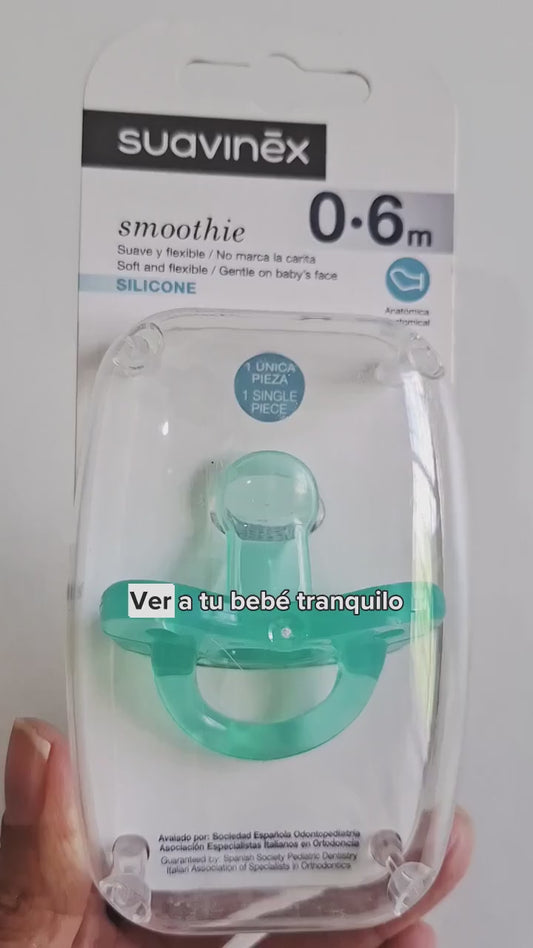 suavinēx
0•6m
smoothie
Suave y flexible / No marca la carita
Soft and flexible / Gentle on baby's face
SILICONE
Anatómica
1 ÚNICA
PIEZA
1 SINGLE
PIECE
Ver a tu bebé tranquilo
Avalado por: Sociedad Española Odontopediatría
Asociación Especialistas Italianos en Ortodoncia
Guaranteed by: Spanish Society Pediatric Dentistry
Italian Association of Specialists in Orthodontics